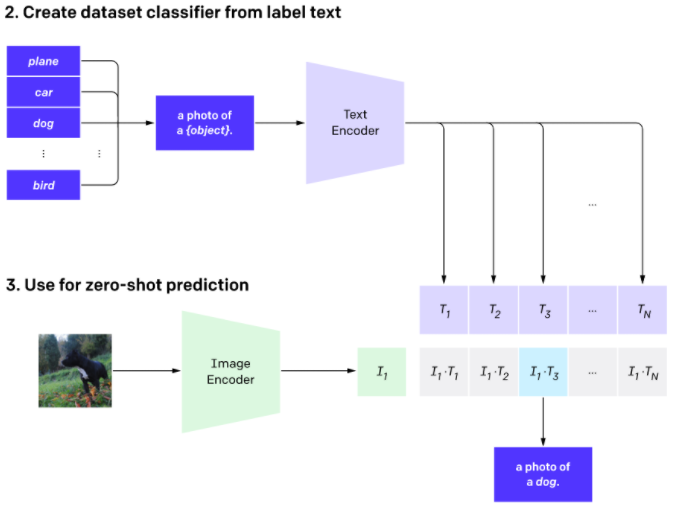 2. Create dataset classifier from label text
plane
car
dog
⋮ ⋮
bird
a photo of
a {object}.
Text
Encoder
...
3. Use for zero-shot prediction
T1 T2 T3 ... TN
Image
Encoder
I1 I1·T1 I1·T2 I1·T3 ... I1·TN
a photo of
a dog.